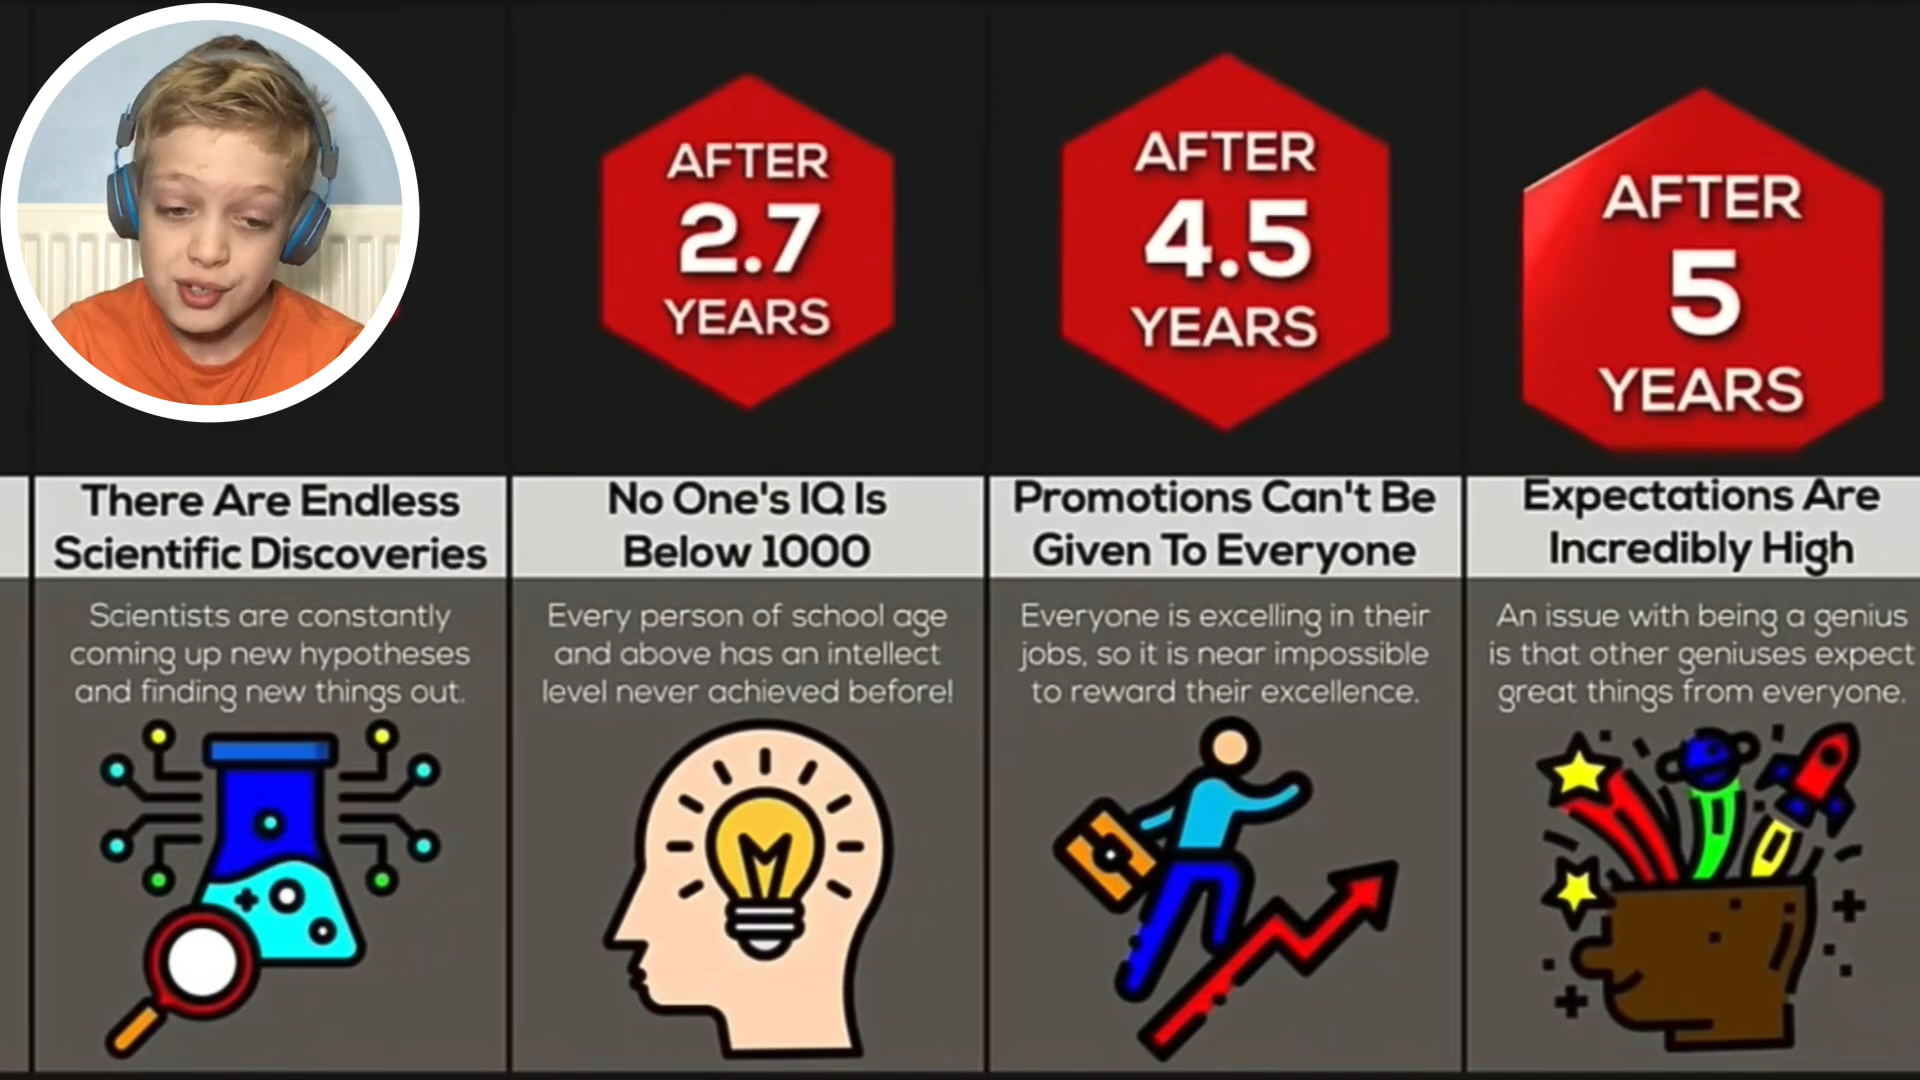 AFTER
2.7
YEARS
AFTER
4.5
YEARS
AFTER
5
YEARS
There Are Endless
Scientific Discoveries
Scientists are constantly
coming up new hypotheses
and finding new things out.
No One's IQ Is
Below 1000
Every person of school age
and above has an intellect
level never achieved before!
Promotions Can't Be
Given To Everyone
Everyone is excelling in their
jobs, so it is near impossible
to reward their excellence.
Expectations Are
Incredibly High
An issue with being a genius
is that other geniuses expect
great things from everyone.